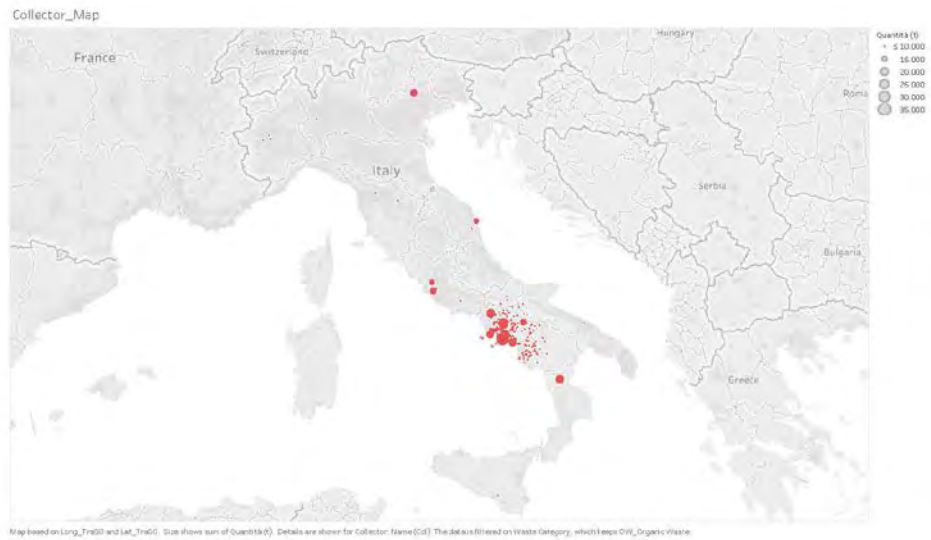 Collector_Map
Quantità (t)
≤ 10.000
16.000
20.000
25.000
30.000
35.000
Hungary
Switzerland
France
Roma
Italy
Serbia
Bulgaria
Greece
Map based on Long_TraGO and Lat_TraGO. Size shows sum of Quantità (t). Details are shown for Collector: Name (Col). The data is filtered on Waste Category, which keeps OW_Organic Waste.